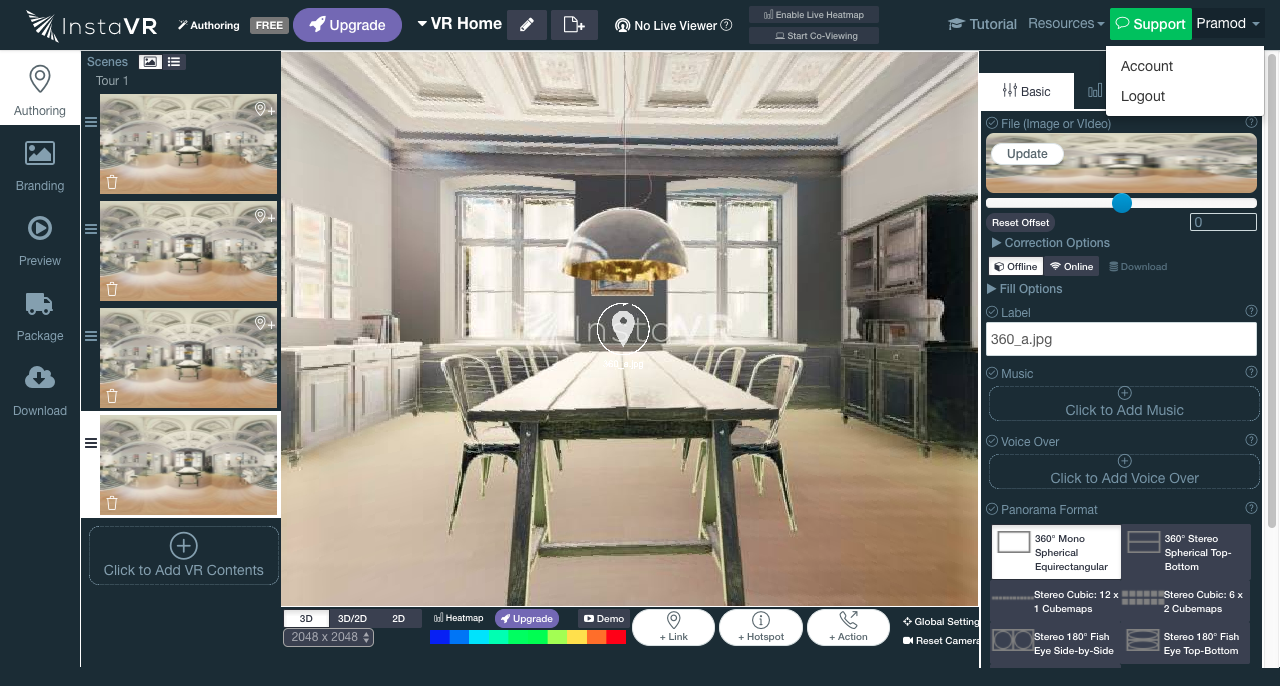 InstaVR
Authoring
FREE
Upgrade
VR Home
No Live Viewer
Enable Live Heatmap
Start Co-Viewing
Tutorial
Resources
Support
Pramod
Account
Logout
Authoring
Branding
Preview
Package
Download
Scenes
Tour 1
Click to Add VR Contents
InstaVR
360_a.jpg
3D
3D/2D
2D
2048 x 2048
Heatmap
Upgrade
Demo
+ Link
+ Hotspot
+ Action
Global Setting
Reset Camera
Basic
File (Image or VIdeo)
Update
Reset Offset
0
Correction Options
Offline
Online
Download
Fill Options
Label
360_a.jpg
Music
Click to Add Music
Voice Over
Click to Add Voice Over
Panorama Format
360° Mono
Spherical
Equirectangular
360° Stereo
Spherical Top-
Bottom
Stereo Cubic: 12 x
1 Cubemaps
Stereo Cubic: 6 x
2 Cubemaps
Stereo 180° Fish
Eye Side-by-Side
Stereo 180° Fish
Eye Top-Bottom